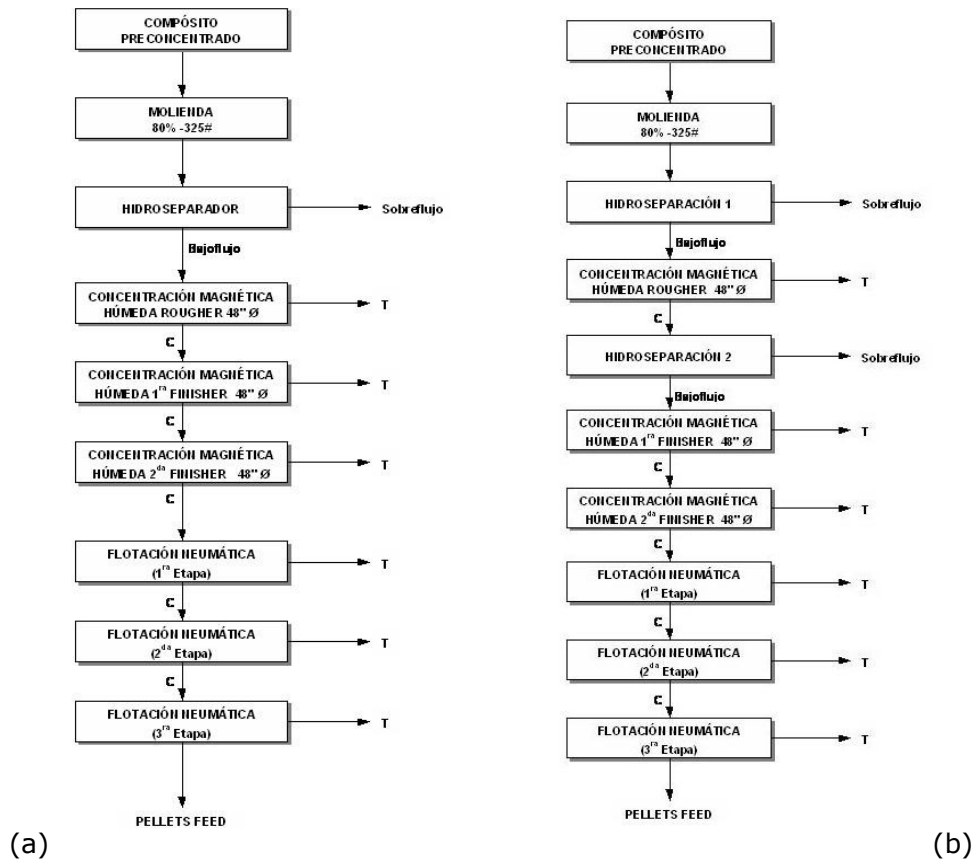 COMPÓSITO
PRECONCENTRADO
MOLIENDA
80% -325#
HIDROSEPARADOR
Sobreflujo
Bajoflujo
CONCENTRACIÓN MAGNÉTICA
HÚMEDA ROUGHER 48" Ø
T
C
CONCENTRACIÓN MAGNÉTICA
HÚMEDA 1ra FINISHER 48" Ø
T
C
CONCENTRACIÓN MAGNÉTICA
HÚMEDA 2da FINISHER 48" Ø
T
C
FLOTACIÓN NEUMÁTICA
(1ra Etapa)
T
C
FLOTACIÓN NEUMÁTICA
(2da Etapa)
T
C
FLOTACIÓN NEUMÁTICA
(3ra Etapa)
T
PELLETS FEED
(a)
COMPÓSITO
PRECONCENTRADO
MOLIENDA
80% -325#
HIDROSEPARACIÓN 1
Sobreflujo
Bajoflujo
CONCENTRACIÓN MAGNÉTICA
HÚMEDA ROUGHER 48" Ø
T
C
HIDROSEPARACIÓN 2
Sobreflujo
Bajoflujo
CONCENTRACIÓN MAGNÉTICA
HÚMEDA 1ra FINISHER 48" Ø
T
C
CONCENTRACIÓN MAGNÉTICA
HÚMEDA 2da FINISHER 48" Ø
T
C
FLOTACIÓN NEUMÁTICA
(1ra Etapa)
T
C
FLOTACIÓN NEUMÁTICA
(2da Etapa)
T
C
FLOTACIÓN NEUMÁTICA
(3ra Etapa)
T
PELLETS FEED
(b)